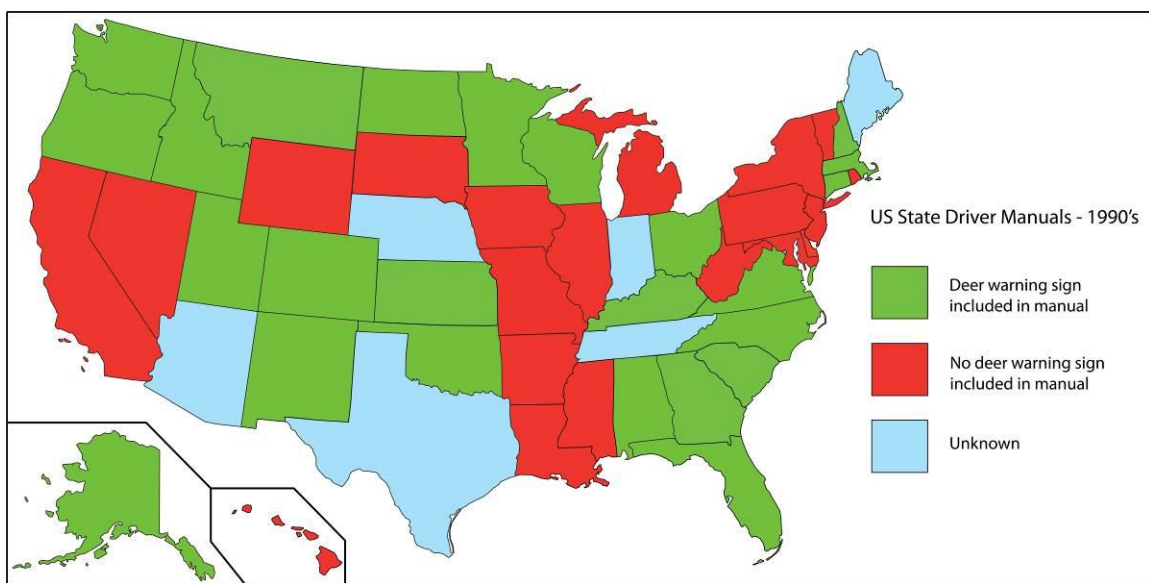 US State Driver Manuals - 1990's
Deer warning sign
included in manual
No deer warning sign
included in manual
Unknown